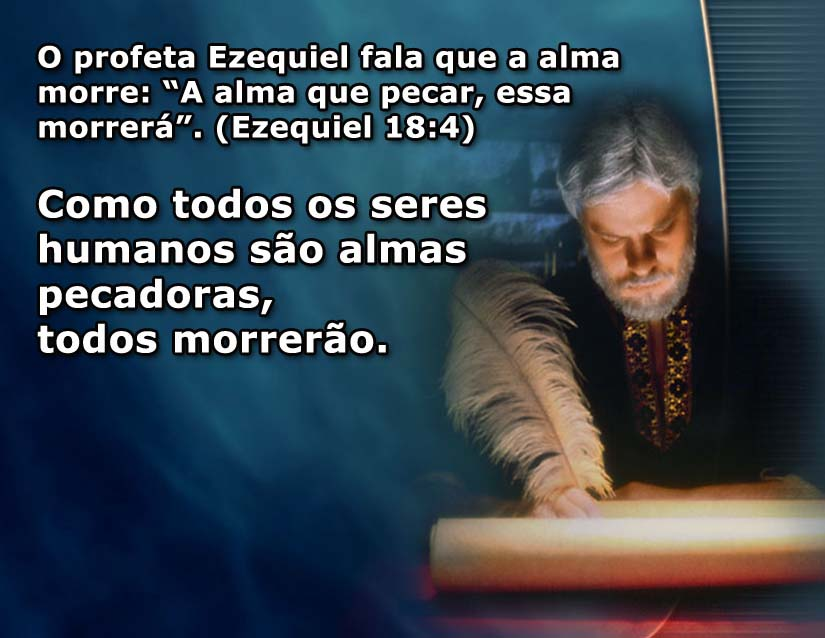 O profeta Ezequiel fala que a alma
morre: “A alma que pecar, essa
morrerá”. (Ezequiel 18:4)
Como todos os seres
humanos são almas
pecadoras,
todos morrerão.